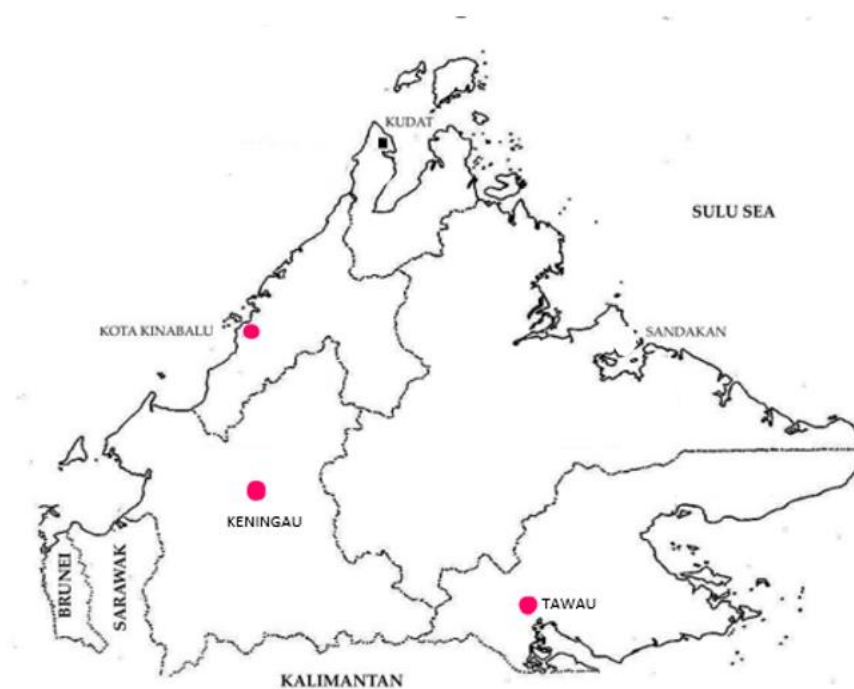 KUDAT
SULU SEA
KOTA KINABALU
SANDAKAN
KENINGAU
BRUNEI
SARAWAK
TAWAU
KALIMANTAN